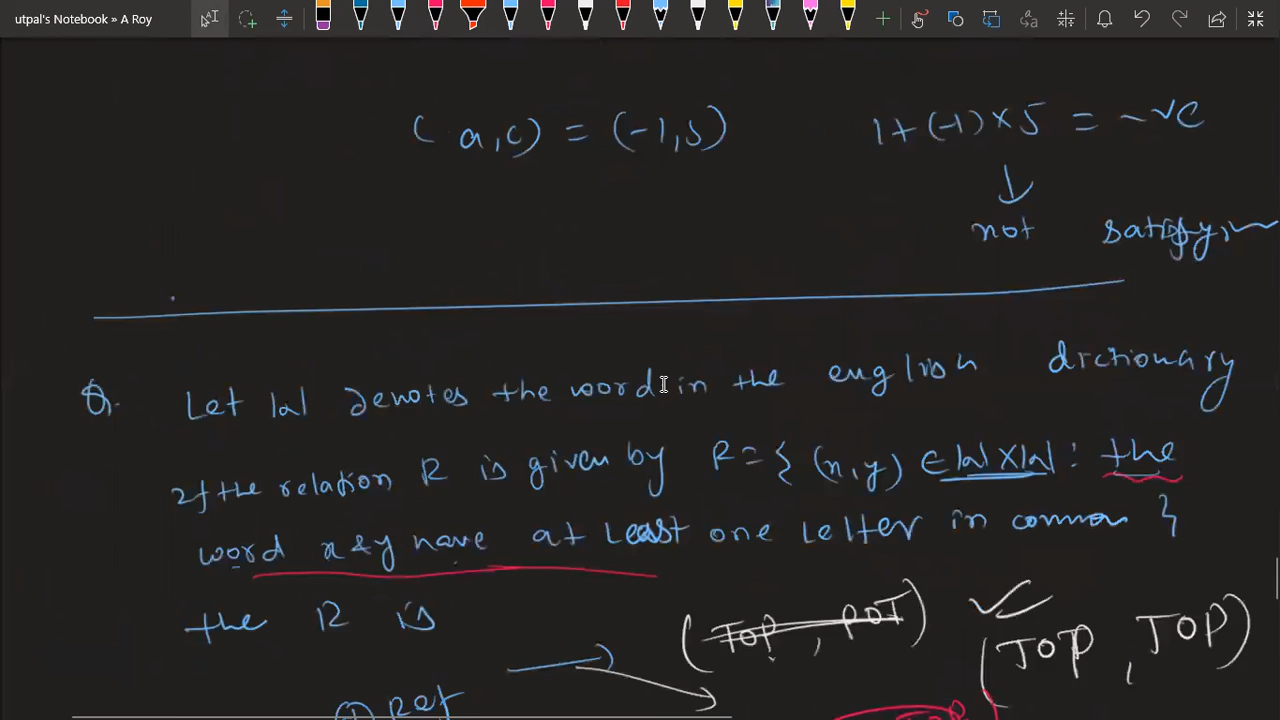 utpal's Notebook » A Roy
(a,c) = (-1,5) 1+(-1)×5 = -ve
not satisfy
Q. Let |a| denotes the word in the english dictionary
If the relation R is given by R={ (x,y) ∈ |a|×|a| : the
word x & y have at least one letter in common }
the R is
(TOP, POT) (TOP, TOP)
① Ref